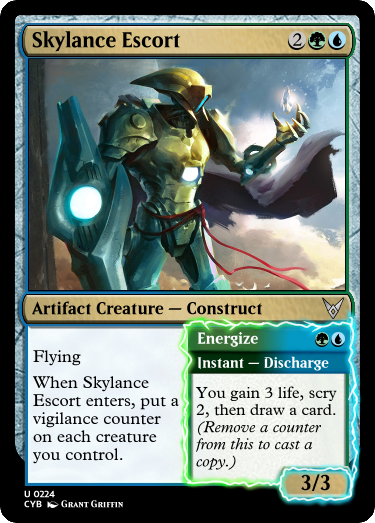 Skylance Escort 2
Artifact Creature — Construct
Flying
When Skylance
Escort enters, put a
vigilance counter
on each creature
you control.
Energize
Instant — Discharge
You gain 3 life, scry
2, then draw a card.
(Remove a counter
from this to cast a
copy.)
3/3
U 0224
CYB GRANT GRIFFIN